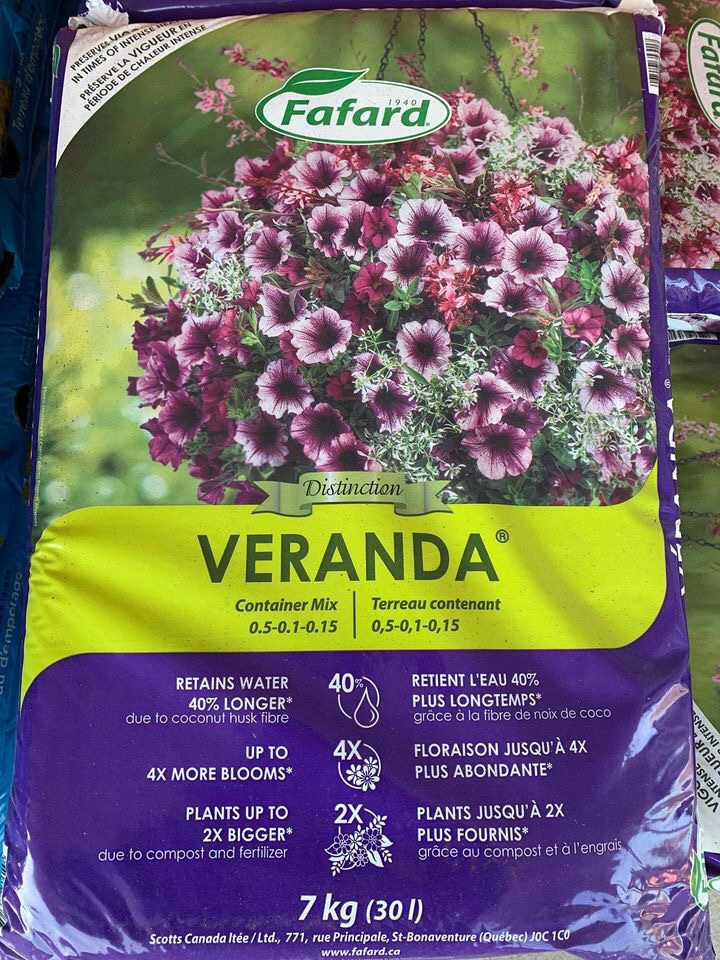 PRESERVES
IN TIMES OF INTENSE
PRÉSERVE LA VIGUEUR EN
PÉRIODE DE CHALEUR INTENSE
Fafard
1940
Distinction
VERANDA®
Container Mix
0.5-0.1-0.15
Terreau contenant
0,5-0,1-0,15
RETAINS WATER
40% LONGER*
due to coconut husk fibre
40%
RETIENT L'EAU 40%
PLUS LONGTEMPS*
grâce à la fibre de noix de coco
UP TO
4X MORE BLOOMS*
4X
FLORAISON JUSQU'À 4X
PLUS ABONDANTE*
PLANTS UP TO
2X BIGGER*
due to compost and fertilizer
2X
PLANTS JUSQU'À 2X
PLUS FOURNIS*
grâce au compost et à l'engrais
7 kg (30 l)
Scotts Canada ltée / Ltd., 771, rue Principale, St-Bonaventure (Québec) J0C 1C0
www.fafard.ca